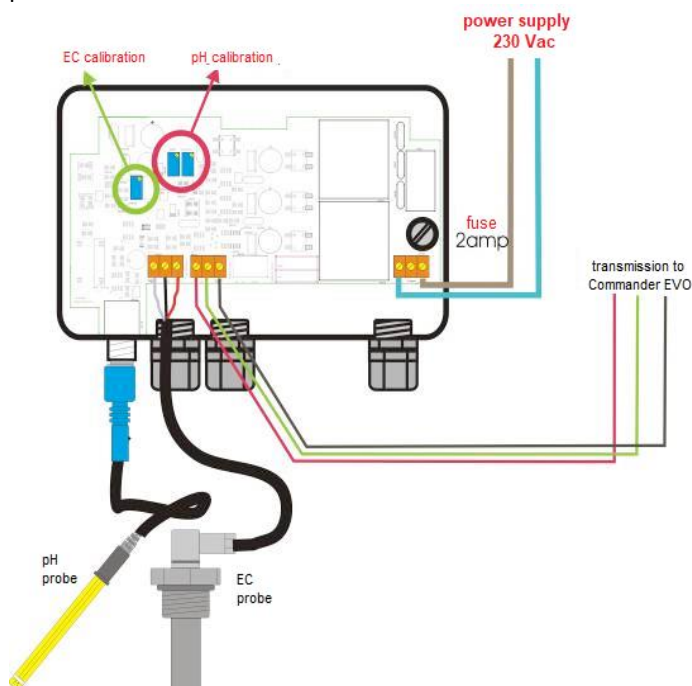 power supply
230 Vac
EC calibration
pH calibration
fuse
2amp
transmission to
Commander EVO
pH
probe
EC
probe